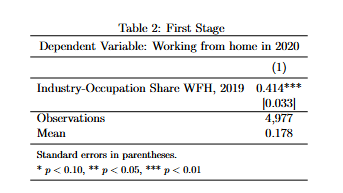 Table 2: First Stage
Dependent Variable: Working from home in 2020
(1)
Industry-Occupation Share WFH, 2019 0.414***
[0.033]
Observations 4,977
Mean 0.178
Standard errors in parentheses.
* p < 0.10, ** p < 0.05, *** p < 0.01